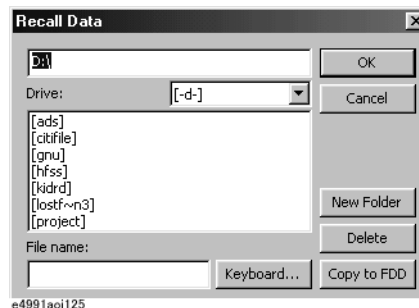 Recall Data
D:\
OK
Drive:
[-d-]
Cancel
[ads]
[citifile]
[gnu]
[hfss]
[kidrd]
[lostf~n3]
[project]
New Folder
Delete
File name:
Keyboard...
Copy to FDD
e4991aoj125